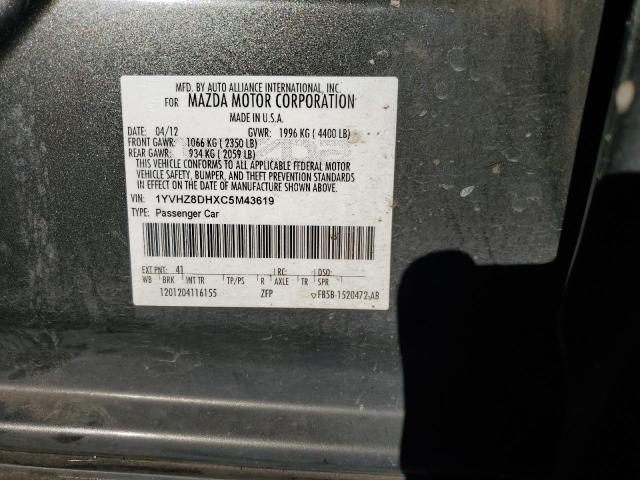 MFD. BY AUTO ALLIANCE INTERNATIONAL, INC.
FOR MAZDA MOTOR CORPORATION
MADE IN U.S.A.
DATE: 04/12 GVWR: 1996 KG ( 4400 LB)
FRONT GAWR: 1066 KG ( 2350 LB)
REAR GAWR: 934 KG ( 2059 LB)
THIS VEHICLE CONFORMS TO ALL APPLICABLE FEDERAL MOTOR
VEHICLE SAFETY, BUMPER, AND THEFT PREVENTION STANDARDS
IN EFFECT ON THE DATE OF MANUFACTURE SHOWN ABOVE.
VIN: 1YVHZ8DHXC5M43619
TYPE: Passenger Car
EXT PNT: 41 RC: DSO:
WB BRK INT TR TP/PS R AXLE TR SPR
1201204116155 ZFP FB5B-1520472-AB